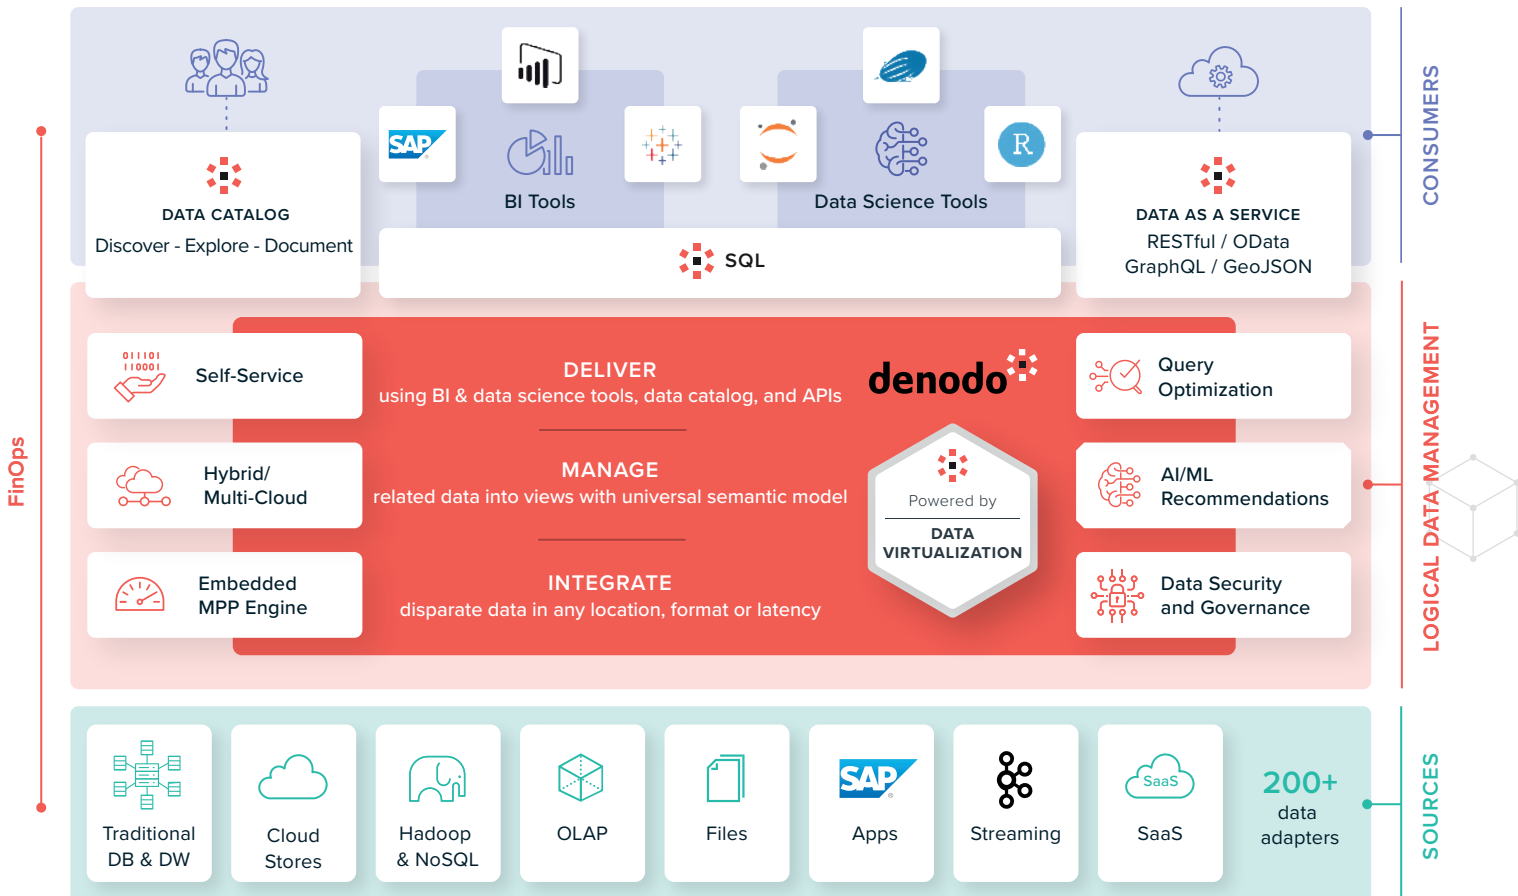 SAP
BI Tools
Data Science Tools
R
DATA CATALOG
Discover - Explore - Document
SQL
DATA AS A SERVICE
RESTful / OData
GraphQL / GeoJSON
CONSUMERS
FinOps
011101
110001
Self-Service
Hybrid/
Multi-Cloud
Embedded
MPP Engine
DELIVER
using BI & data science tools, data catalog, and APIs
MANAGE
related data into views with universal semantic model
INTEGRATE
disparate data in any location, format or latency
denodo
Powered by
DATA
VIRTUALIZATION
Query
Optimization
AI/ML
Recommendations
Data Security
and Governance
LOGICAL DATA MANAGEMENT
Traditional
DB & DW
Cloud
Stores
Hadoop
& NoSQL
OLAP
Files
SAP
Apps
Streaming
SaaS
SaaS
200+
data
adapters
SOURCES